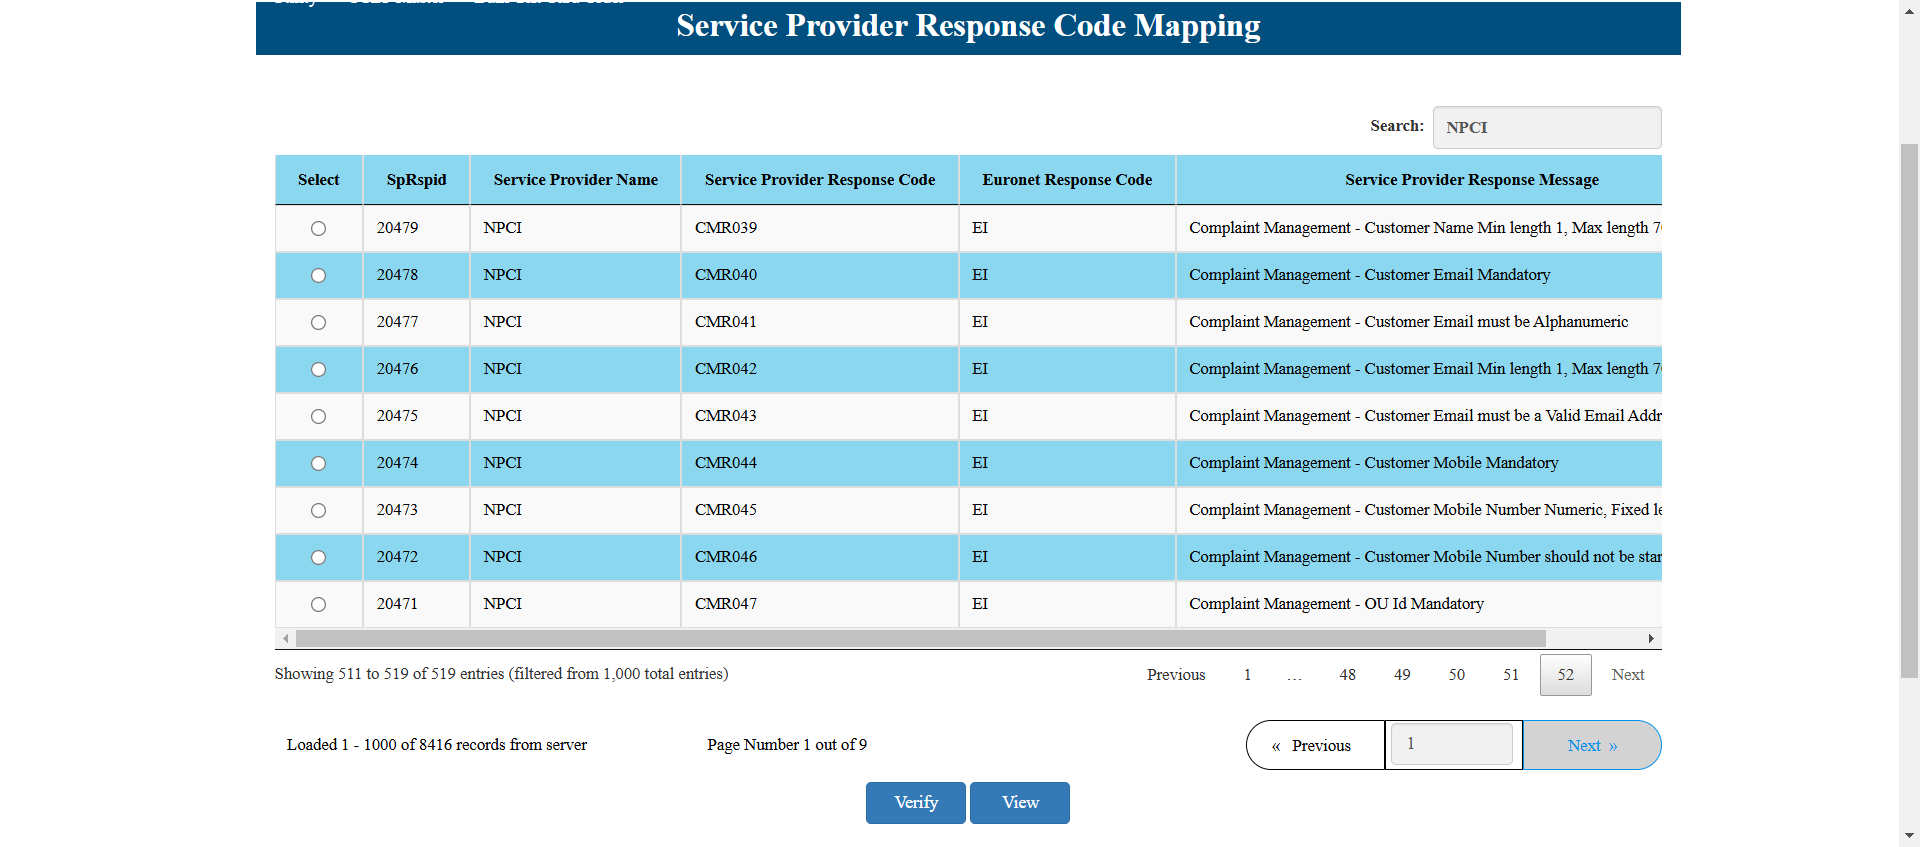 Service Provider Response Code Mapping
Search: NPCI
Select SpRspid Service Provider Name Service Provider Response Code Euronet Response Code Service Provider Response Message
20479 NPCI CMR039 EI Complaint Management - Customer Name Min length 1, Max length 7
20478 NPCI CMR040 EI Complaint Management - Customer Email Mandatory
20477 NPCI CMR041 EI Complaint Management - Customer Email must be Alphanumeric
20476 NPCI CMR042 EI Complaint Management - Customer Email Min length 1, Max length 7
20475 NPCI CMR043 EI Complaint Management - Customer Email must be a Valid Email Addr
20474 NPCI CMR044 EI Complaint Management - Customer Mobile Mandatory
20473 NPCI CMR045 EI Complaint Management - Customer Mobile Number Numeric, Fixed le
20472 NPCI CMR046 EI Complaint Management - Customer Mobile Number should not be star
20471 NPCI CMR047 EI Complaint Management - OU Id Mandatory
Showing 511 to 519 of 519 entries (filtered from 1,000 total entries) Previous 1 … 48 49 50 51 52 Next
Loaded 1 - 1000 of 8416 records from server Page Number 1 out of 9 « Previous 1 Next »
Verify View